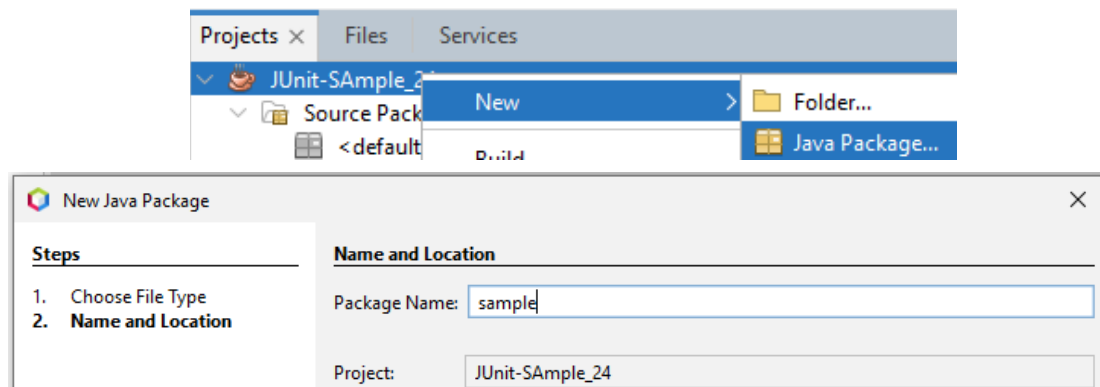 Projects × Files Services
JUnit-SAmple_2
New
Folder...
Source Pack
Java Package...
<default
Build
New Java Package
Steps
Name and Location
1. Choose File Type
Package Name: sample
2. Name and Location
Project: JUnit-SAmple_24